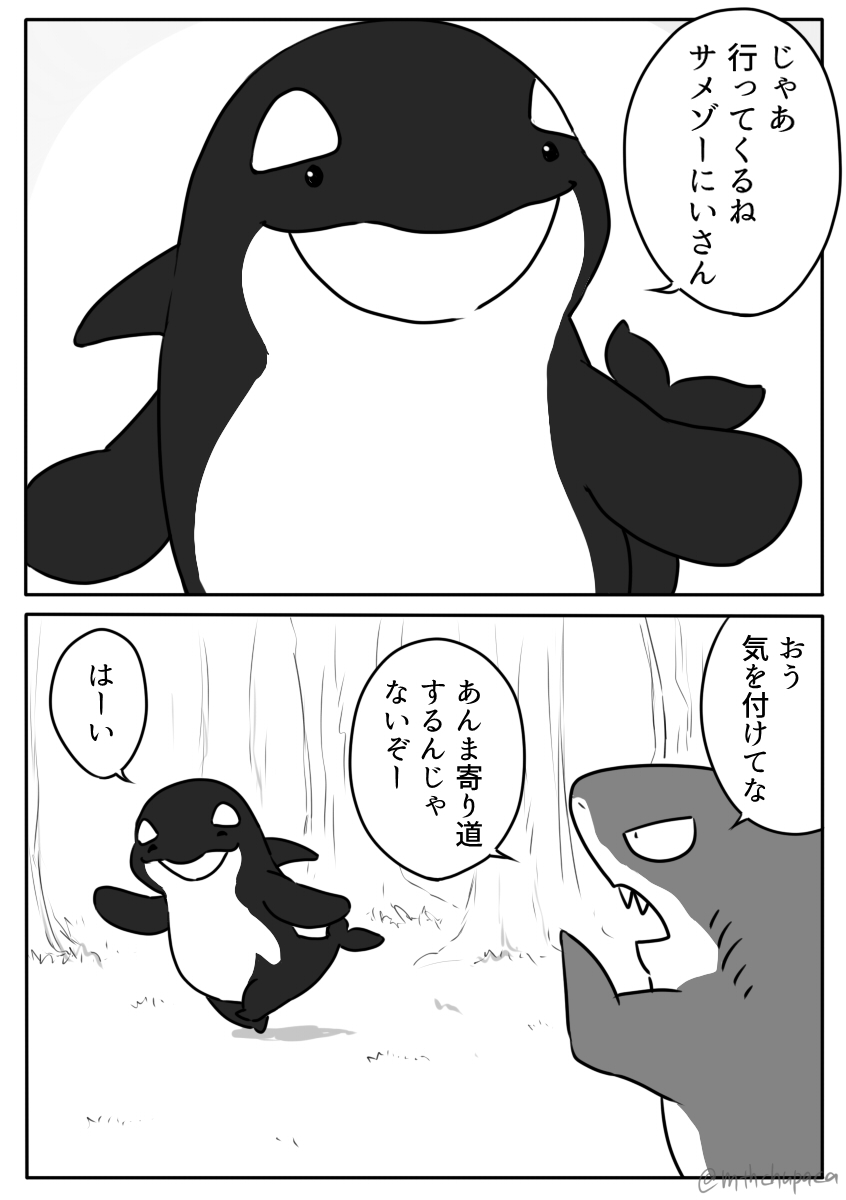 じゃあ
行ってくるね
サメゾーにいさん
おう
気を付けてな
あんま寄り道
するんじゃ
ないぞー
はーい
@mthchupaca